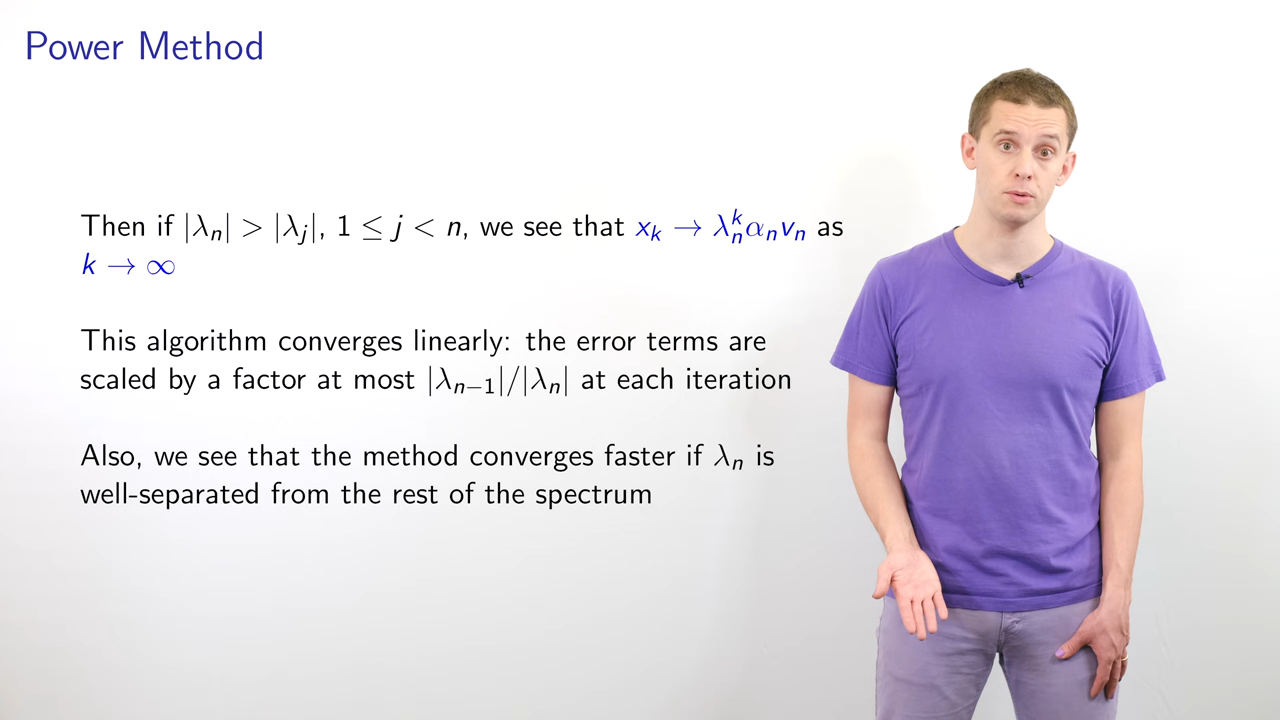 Power Method
Then if |λₙ| > |λⱼ|, 1 ≤ j < n, we see that xₖ → λₙᵏαₙvₙ as
k → ∞
This algorithm converges linearly: the error terms are
scaled by a factor at most |λₙ₋₁|/|λₙ| at each iteration
Also, we see that the method converges faster if λₙ is
well-separated from the rest of the spectrum